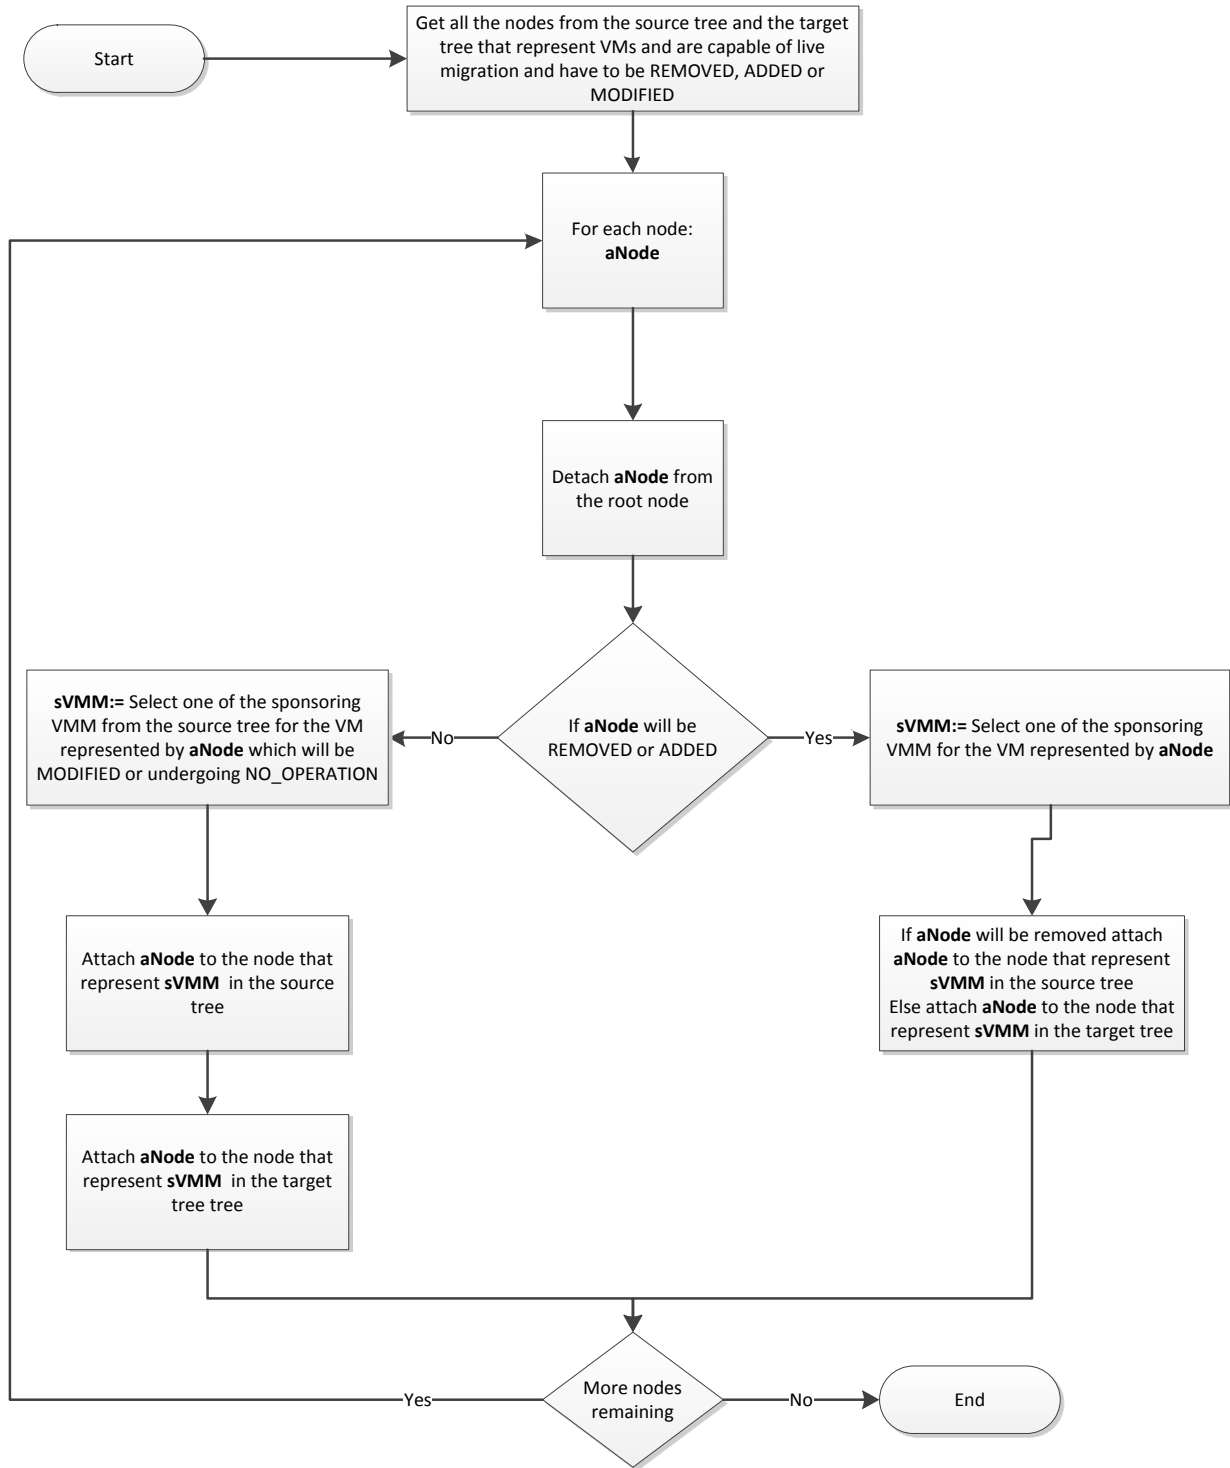 Start
Get all the nodes from the source tree and the target
tree that represent VMs and are capable of live
migration and have to be REMOVED, ADDED or
MODIFIED
For each node:
aNode
Detach aNode from
the root node
If aNode will be
REMOVED or ADDED
No
Yes
sVMM:= Select one of the sponsoring
VMM from the source tree for the VM
represented by aNode which will be
MODIFIED or undergoing NO_OPERATION
sVMM:= Select one of the sponsoring
VMM for the VM represented by aNode
Attach aNode to the node that
represent sVMM in the source
tree
If aNode will be removed attach
aNode to the node that represent
sVMM in the source tree
Else attach aNode to the node that
represent sVMM in the target tree
Attach aNode to the node that
represent sVMM in the target
tree tree
More nodes
remaining
Yes
No
End